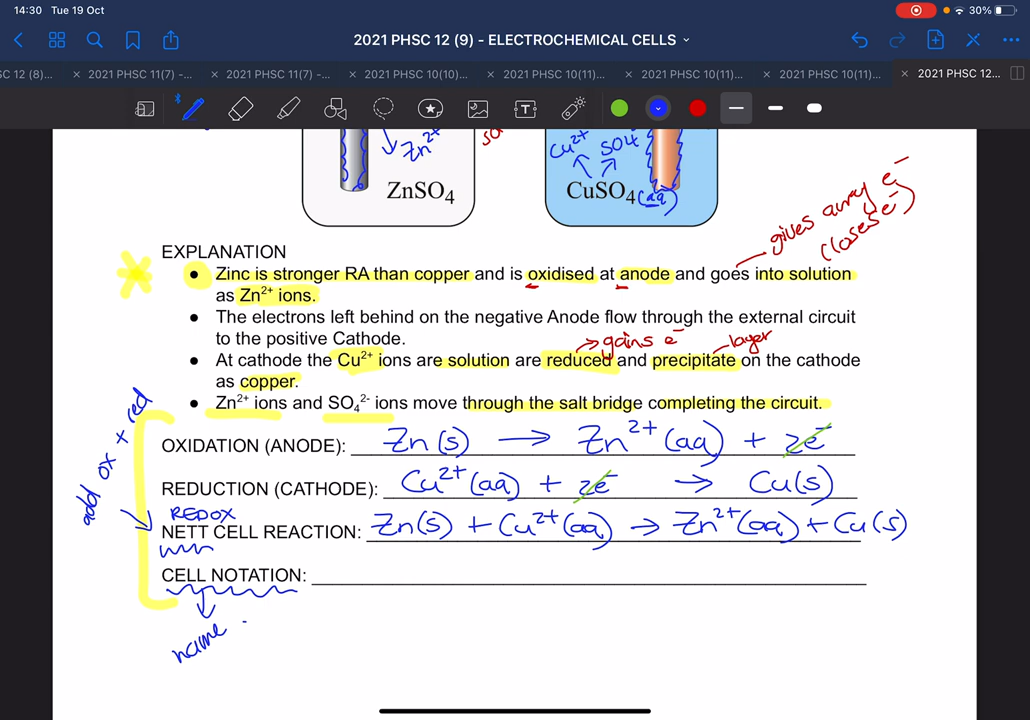 14:30 Tue 19 Oct
30%
2021 PHSC 12 (9) - ELECTROCHEMICAL CELLS
SC 12 (8)...
2021 PHSC 11(7) -...
2021 PHSC 11(7) -...
2021 PHSC 10(10)...
2021 PHSC 10(11)...
2021 PHSC 10(11)...
2021 PHSC 10(11)...
2021 PHSC 12...
Zn²⁺
Cu²⁺ SO4
ZnSO₄
CuSO₄(aq)
gives away e⁻
(loses e⁻)
EXPLANATION
• Zinc is stronger RA than copper and is oxidised at anode and goes into solution
as Zn²⁺ ions.
• The electrons left behind on the negative Anode flow through the external circuit
to the positive Cathode.
→ gains e⁻
layer
• At cathode the Cu²⁺ ions are solution are reduced and precipitate on the cathode
as copper.
• Zn²⁺ ions and SO₄²⁻ ions move through the salt bridge completing the circuit.
add ox + red
OXIDATION (ANODE): Zn(s) → Zn²⁺(aq) + 2e⁻
REDUCTION (CATHODE): Cu²⁺(aq) + 2e⁻ → Cu(s)
REDOX
NETT CELL REACTION: Zn(s) + Cu²⁺(aq) → Zn²⁺(aq) + Cu(s)
CELL NOTATION:
name